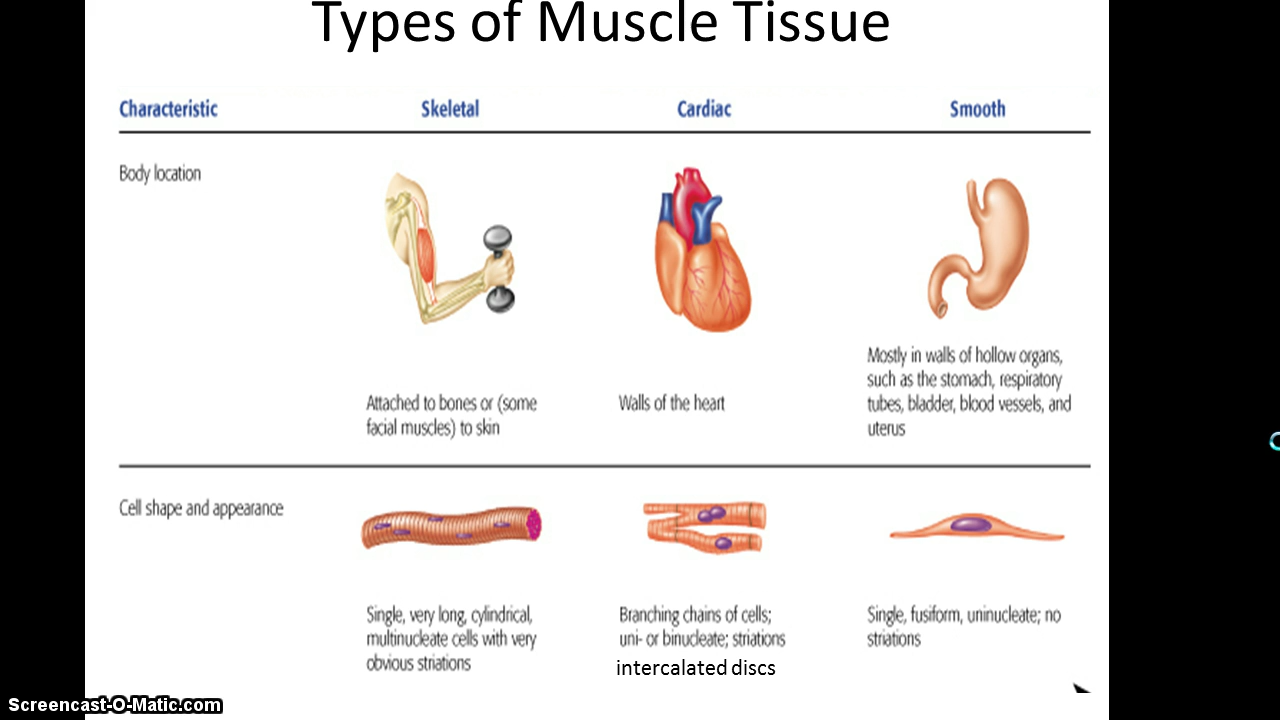 Types of Muscle Tissue
Characteristic Skeletal Cardiac Smooth
Body location
Attached to bones or (some
facial muscles) to skin
Walls of the heart
Mostly in walls of hollow organs,
such as the stomach, respiratory
tubes, bladder, blood vessels, and
uterus
Cell shape and appearance
Single, very long, cylindrical,
multinucleate cells with very
obvious striations
Branching chains of cells;
uni- or binucleate; striations
intercalated discs
Single, fusiform, uninucleate; no
striations
Screencast-O-Matic.com